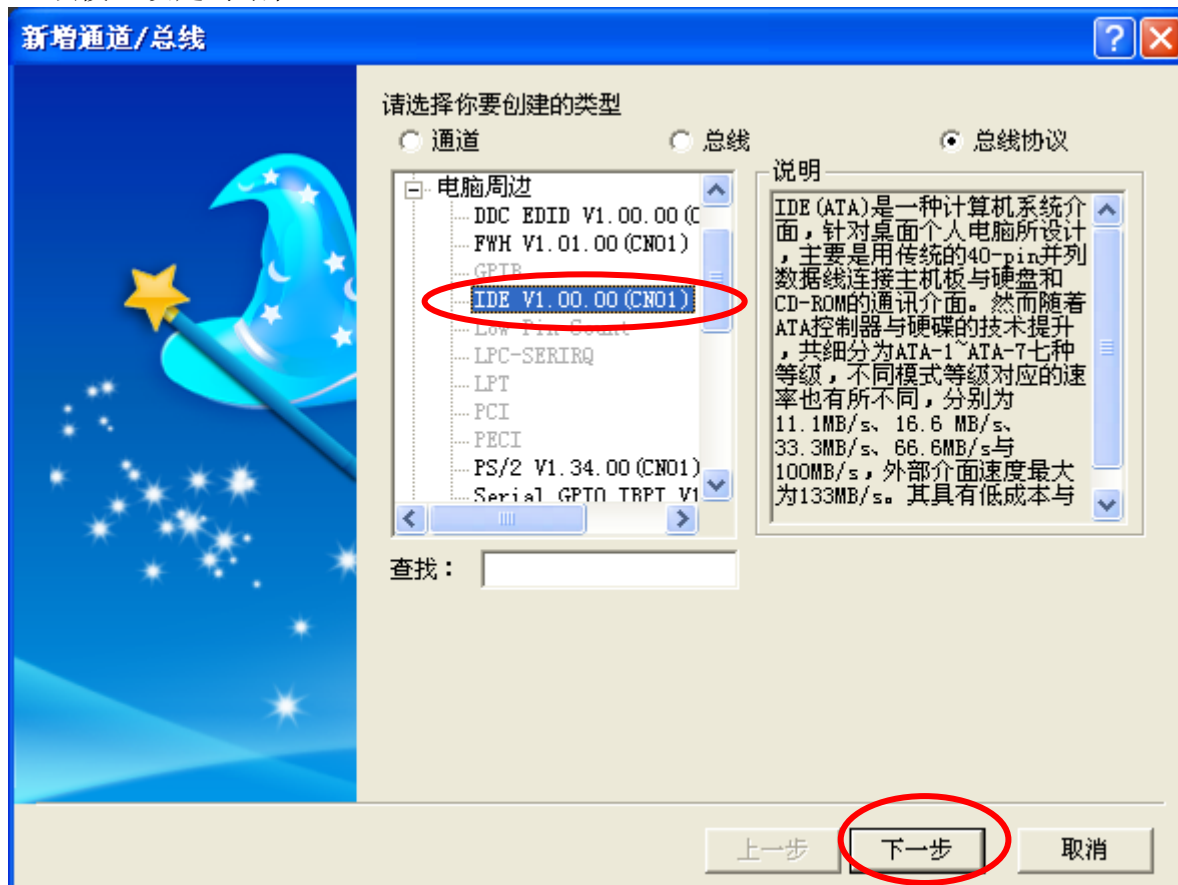 新增通道/总线
请选择你要创建的类型
通道
总线
总线协议
电脑周边
DDC EDID V1.00.00(C
FWH V1.01.00(CN01)
GPIB
IDE V1.00.00(CN01)
Low Pin Count
LPC-SERIRQ
LPT
PCI
PECI
PS/2 V1.34.00(CN01)
Serial GPIO IBPI V1
说明
IDE(ATA)是一种计算机系统介
面，针对桌面个人电脑所设计
，主要是用传统的40-pin并列
数据线连接主机板与硬盘和
CD-ROM的通讯介面。然而随着
ATA控制器与硬碟的技术提升
，共细分为ATA-1~ATA-7七种
等级，不同模式等级对应的速
率也有所不同，分别为
11.1MB/s、16.6 MB/s、
33.3MB/s、66.6MB/s与
100MB/s，外部介面速度最大
为133MB/s。其具有低成本与
查找：
上一步
下一步
取消